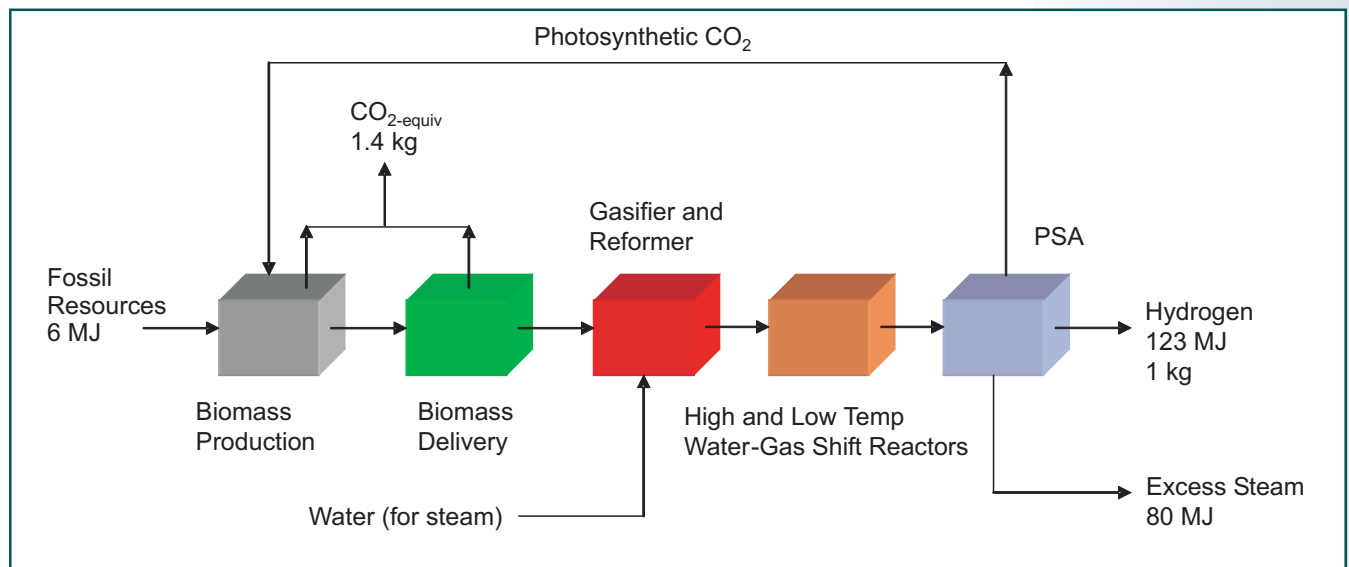 Photosynthetic CO₂
CO₂-equiv
1.4 kg
Gasifier and
Reformer
PSA
Fossil
Resources
6 MJ
Hydrogen
123 MJ
1 kg
Biomass
Production
Biomass
Delivery
High and Low Temp
Water-Gas Shift Reactors
Excess Steam
80 MJ
Water (for steam)